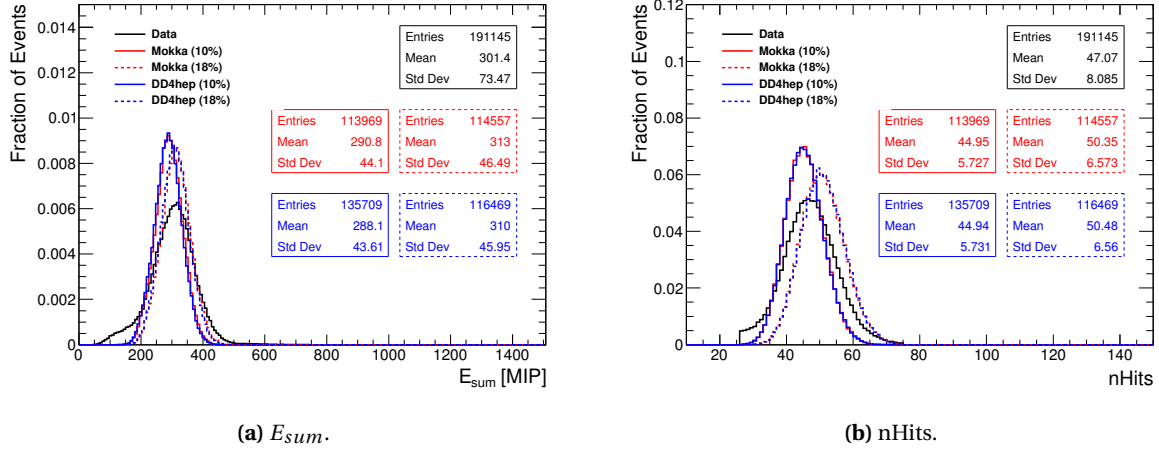 Fraction of Events
0.014
0.012
0.01
0.008
0.006
0.004
0.002
0
0 200 400 600 800 1000 1200 1400
E_sum [MIP]
Data
Mokka (10%)
Mokka (18%)
DD4hep (10%)
DD4hep (18%)
Entries 191145
Mean 301.4
Std Dev 73.47
Entries 113969
Mean 290.8
Std Dev 44.1
Entries 114557
Mean 313
Std Dev 46.49
Entries 135709
Mean 288.1
Std Dev 43.61
Entries 116469
Mean 310
Std Dev 45.95
(a) E_sum.
Fraction of Events
0.12
0.1
0.08
0.06
0.04
0.02
0
20 40 60 80 100 120 140
nHits
Data
Mokka (10%)
Mokka (18%)
DD4hep (10%)
DD4hep (18%)
Entries 191145
Mean 47.07
Std Dev 8.085
Entries 113969
Mean 44.95
Std Dev 5.727
Entries 114557
Mean 50.35
Std Dev 6.573
Entries 135709
Mean 44.94
Std Dev 5.731
Entries 116469
Mean 50.48
Std Dev 6.56
(b) nHits.